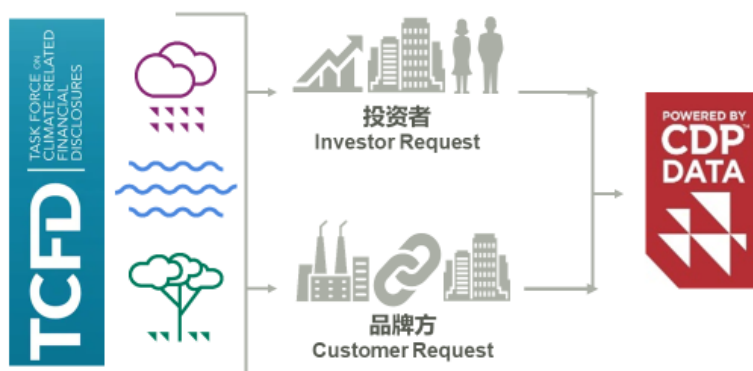 TCFD
TASK FORCE ON
CLIMATE-RELATED
FINANCIAL
DISCLOSURES
投资者
Investor Request
品牌方
Customer Request
POWERED BY
CDP™
DATA